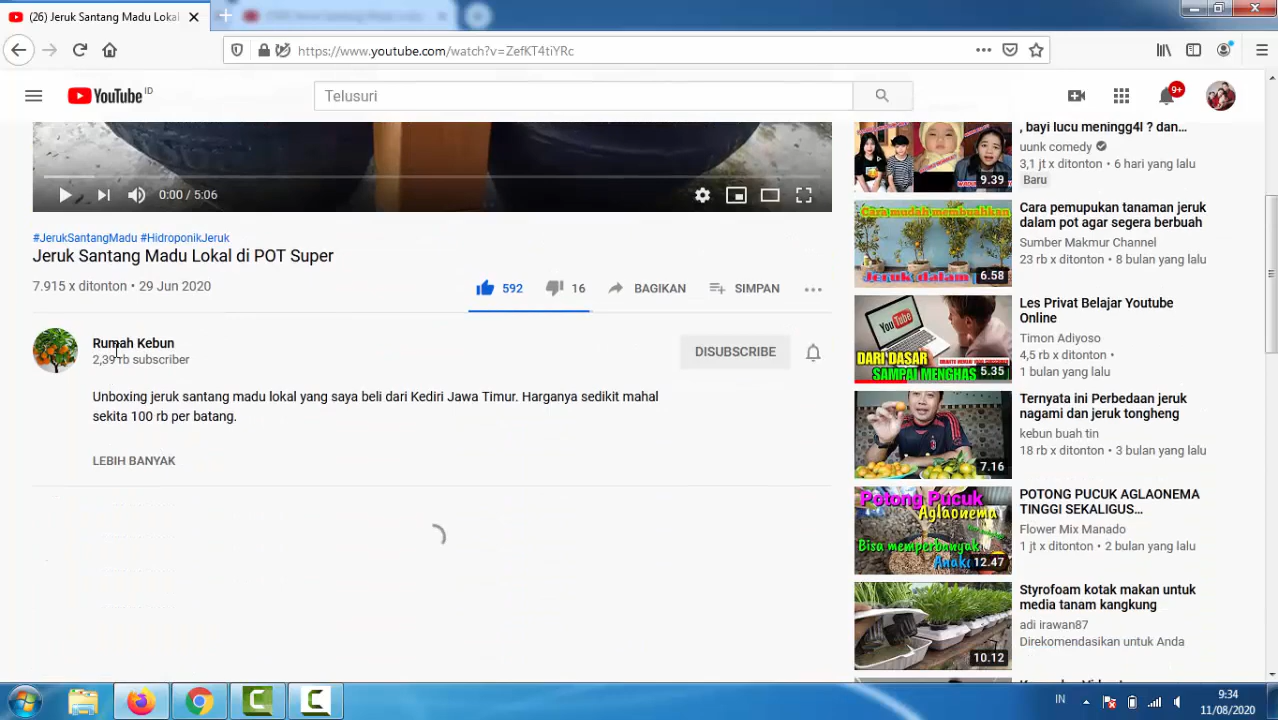 (26) Jeruk Santang Madu Lokal
https://www.youtube.com/watch?v=ZefKT4tiYRc
YouTube ID
Telusuri
9+
0:00 / 5:06
#JerukSantangMadu #HidroponikJeruk
Jeruk Santang Madu Lokal di POT Super
7.915 x ditonton • 29 Jun 2020
592
16
BAGIKAN
SIMPAN
Rumah Kebun
2,39 rb subscriber
DISUBSCRIBE
Unboxing jeruk santang madu lokal yang saya beli dari Kediri Jawa Timur. Harganya sedikit mahal
sekita 100 rb per batang.
LEBIH BANYAK
9.39
, bayi lucu meningg4l ? dan...
uunk comedy
3,1 jt x ditonton • 6 hari yang lalu
Baru
Cara mudah membuahkan
Jeruk dalam pot
6.58
Cara pemupukan tanaman jeruk
dalam pot agar segera berbuah
Sumber Makmur Channel
23 rb x ditonton • 8 bulan yang lalu
YouTube
DARI DASAR
SAMPAI MENGHAS
5.35
Les Privat Belajar Youtube
Online
Timon Adiyoso
4,5 rb x ditonton •
1 bulan yang lalu
7.16
Ternyata ini Perbedaan jeruk
nagami dan jeruk tongheng
kebun buah tin
18 rb x ditonton • 3 bulan yang lalu
Potong Pucuk
Aglaonema
Bisa memperbanyak
Anaka
12.47
POTONG PUCUK AGLAONEMA
TINGGI SEKALIGUS...
Flower Mix Manado
1 jt x ditonton • 2 bulan yang lalu
10.12
Styrofoam kotak makan untuk
media tanam kangkung
adi irawan87
Direkomendasikan untuk Anda
IN
9:34
11/08/2020